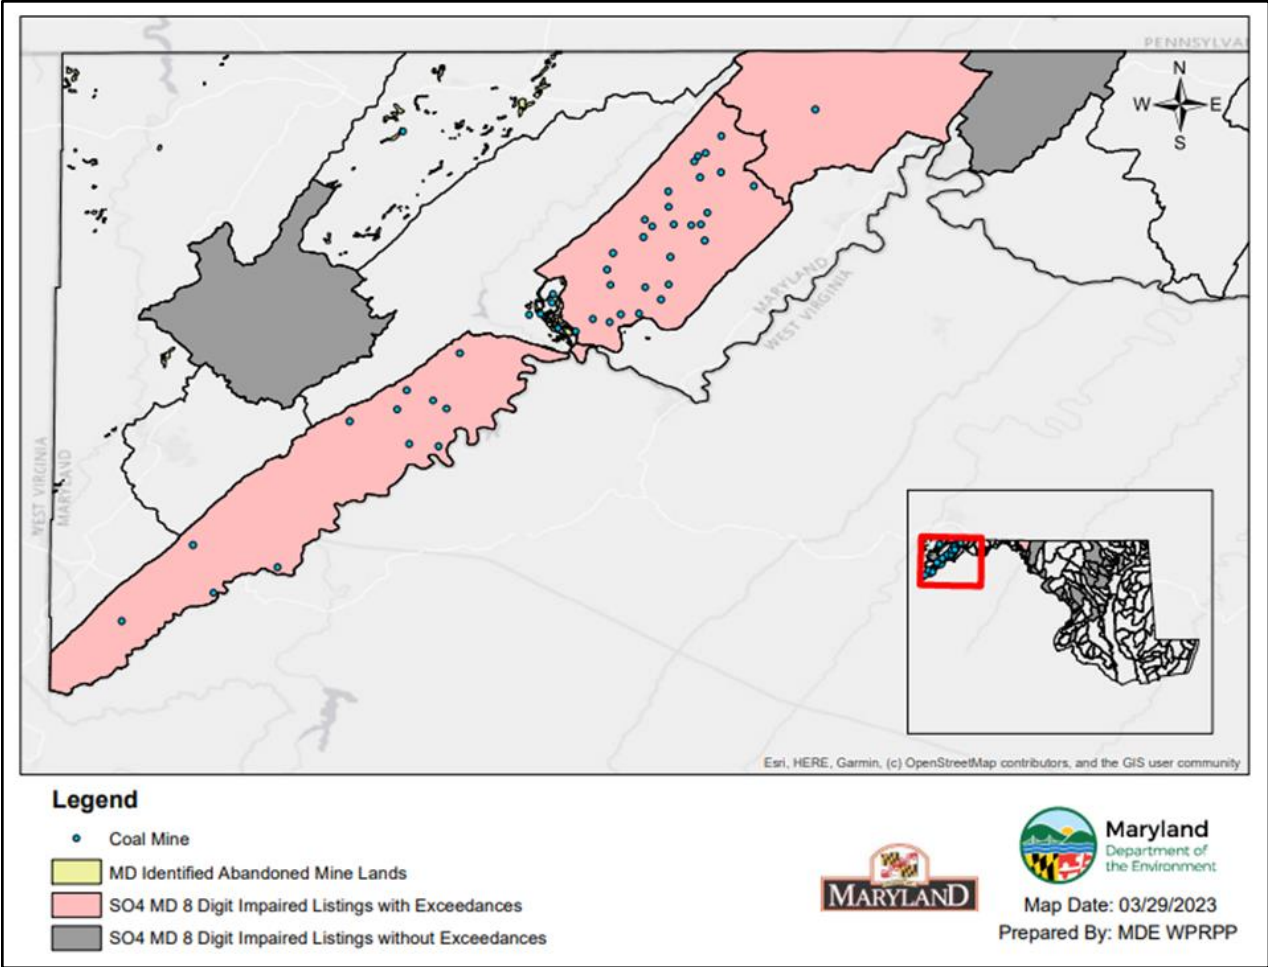 PENNSYLVA
N
W E
S
MARYLAND
WEST VIRGINIA
WEST VIRGINIA
MARYLAND
Esri, HERE, Garmin, (c) OpenStreetMap contributors, and the GIS user community
Legend
Coal Mine
MD Identified Abandoned Mine Lands
SO4 MD 8 Digit Impaired Listings with Exceedances
SO4 MD 8 Digit Impaired Listings without Exceedances
MARYLAND
Maryland
Department of
the Environment
Map Date: 03/29/2023
Prepared By: MDE WPRPP